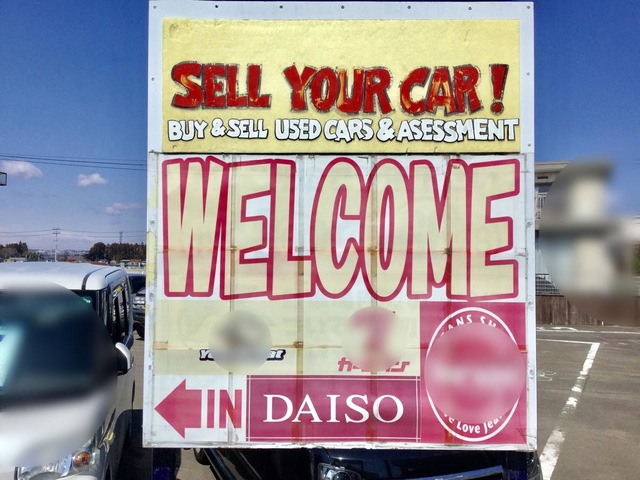 SELL YOUR CAR!
BUY & SELL USED CARS & ASESSMENT
WELCOME
IN DAISO